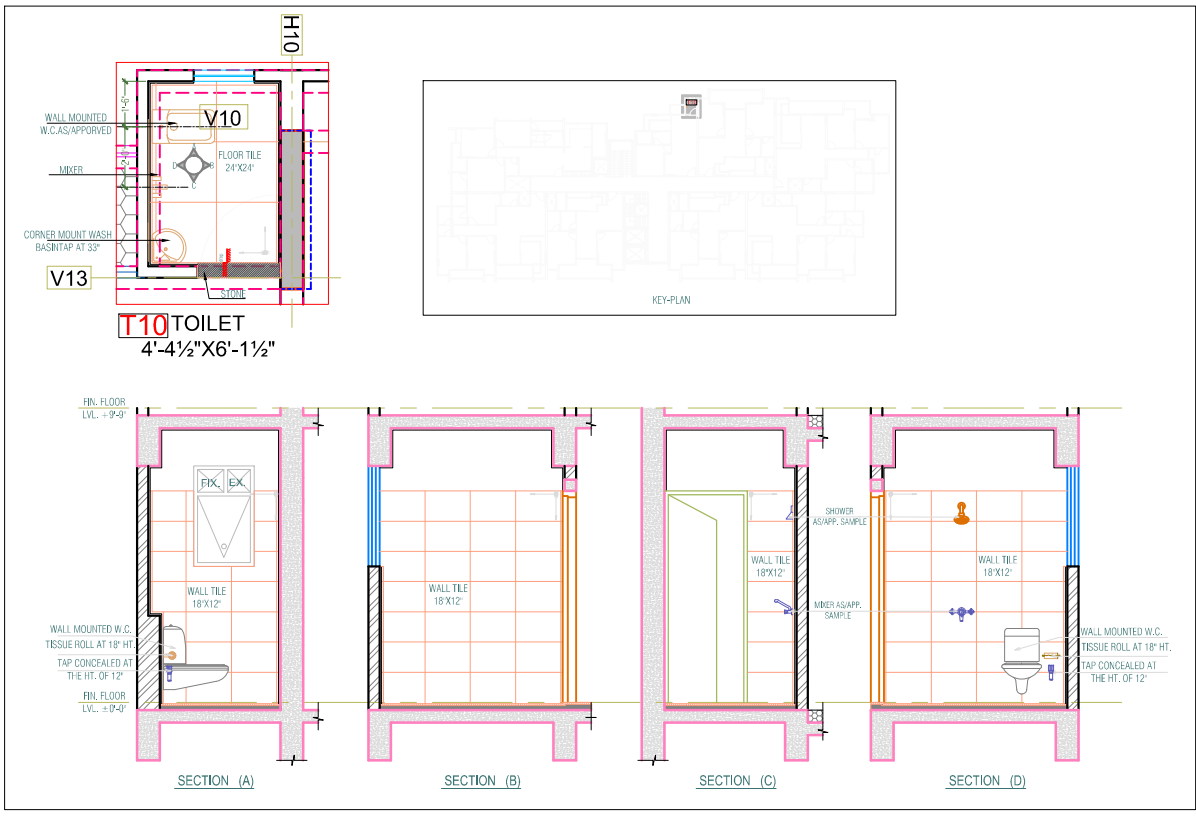 H10
1'-6"
WALL MOUNTED
W.C.AS/APPORVED
V10
FLOOR TILE
24"X24"
D
B
C
MIXER
CORNER MOUNT WASH
BASINTAP AT 33"
V13
STONE
T10 TOILET
4'-4½"X6'-1½"
KEY-PLAN
FIN. FLOOR
LVL. +9'-9"
FIX. EX.
WALL TILE
18"X12"
WALL MOUNTED W.C.
TISSUE ROLL AT 18" HT.
TAP CONCEALED AT
THE HT. OF 12"
FIN. FLOOR
LVL. ±0'-0"
SECTION (A)
WALL TILE
18"X12"
SECTION (B)
SHOWER
AS/APP. SAMPLE
WALL TILE
18"X12"
MIXER AS/APP.
SAMPLE
SECTION (C)
WALL TILE
18"X12"
WALL MOUNTED W.C.
TISSUE ROLL AT 18" HT.
TAP CONCEALED AT
THE HT. OF 12"
SECTION (D)